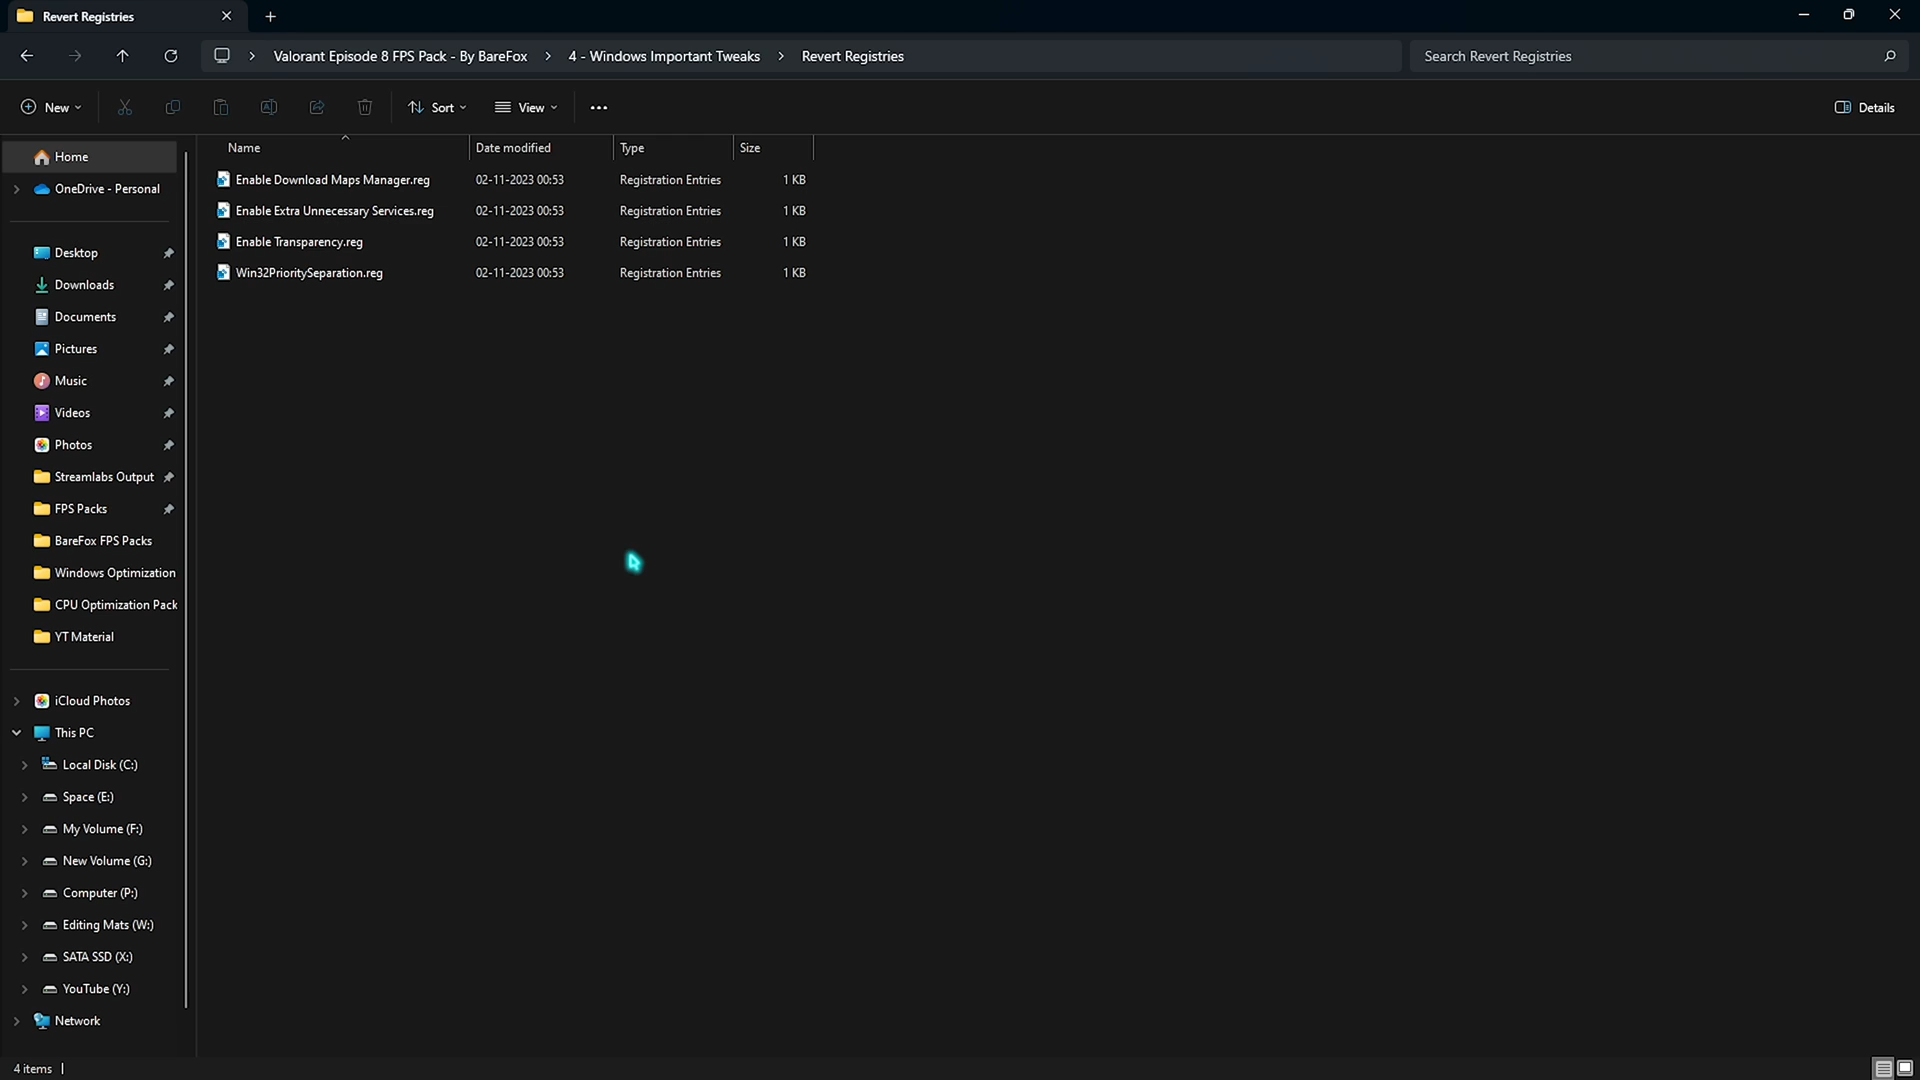 Revert Registries
Valorant Episode 8 FPS Pack - By BareFox
4 - Windows Important Tweaks
Revert Registries
Search Revert Registries
New
Sort
View
Details
Name
Date modified
Type
Size
Enable Download Maps Manager.reg 02-11-2023 00:53 Registration Entries 1 KB
Enable Extra Unnecessary Services.reg 02-11-2023 00:53 Registration Entries 1 KB
Enable Transparency.reg 02-11-2023 00:53 Registration Entries 1 KB
Win32PrioritySeparation.reg 02-11-2023 00:53 Registration Entries 1 KB
Home
OneDrive - Personal
Desktop
Downloads
Documents
Pictures
Music
Videos
Photos
Streamlabs Output
FPS Packs
BareFox FPS Packs
Windows Optimization
CPU Optimization Pack
YT Material
iCloud Photos
This PC
Local Disk (C:)
Space (E:)
My Volume (F:)
New Volume (G:)
Computer (P:)
Editing Mats (W:)
SATA SSD (X:)
YouTube (Y:)
Network
4 items